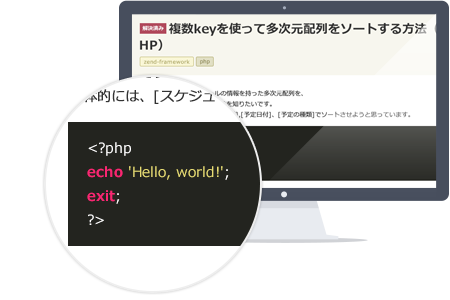 解決済み 複数keyを使って多次元配列をソートする方法（
HP）
zend-framework php
ルの情報を持った多次元配列を、
を知りたいです。
[予定日付]、[予定の種類]でソートさせようと思っています。
体的には、[スケジュ
<?php
echo 'Hello, world!';
exit;
?>